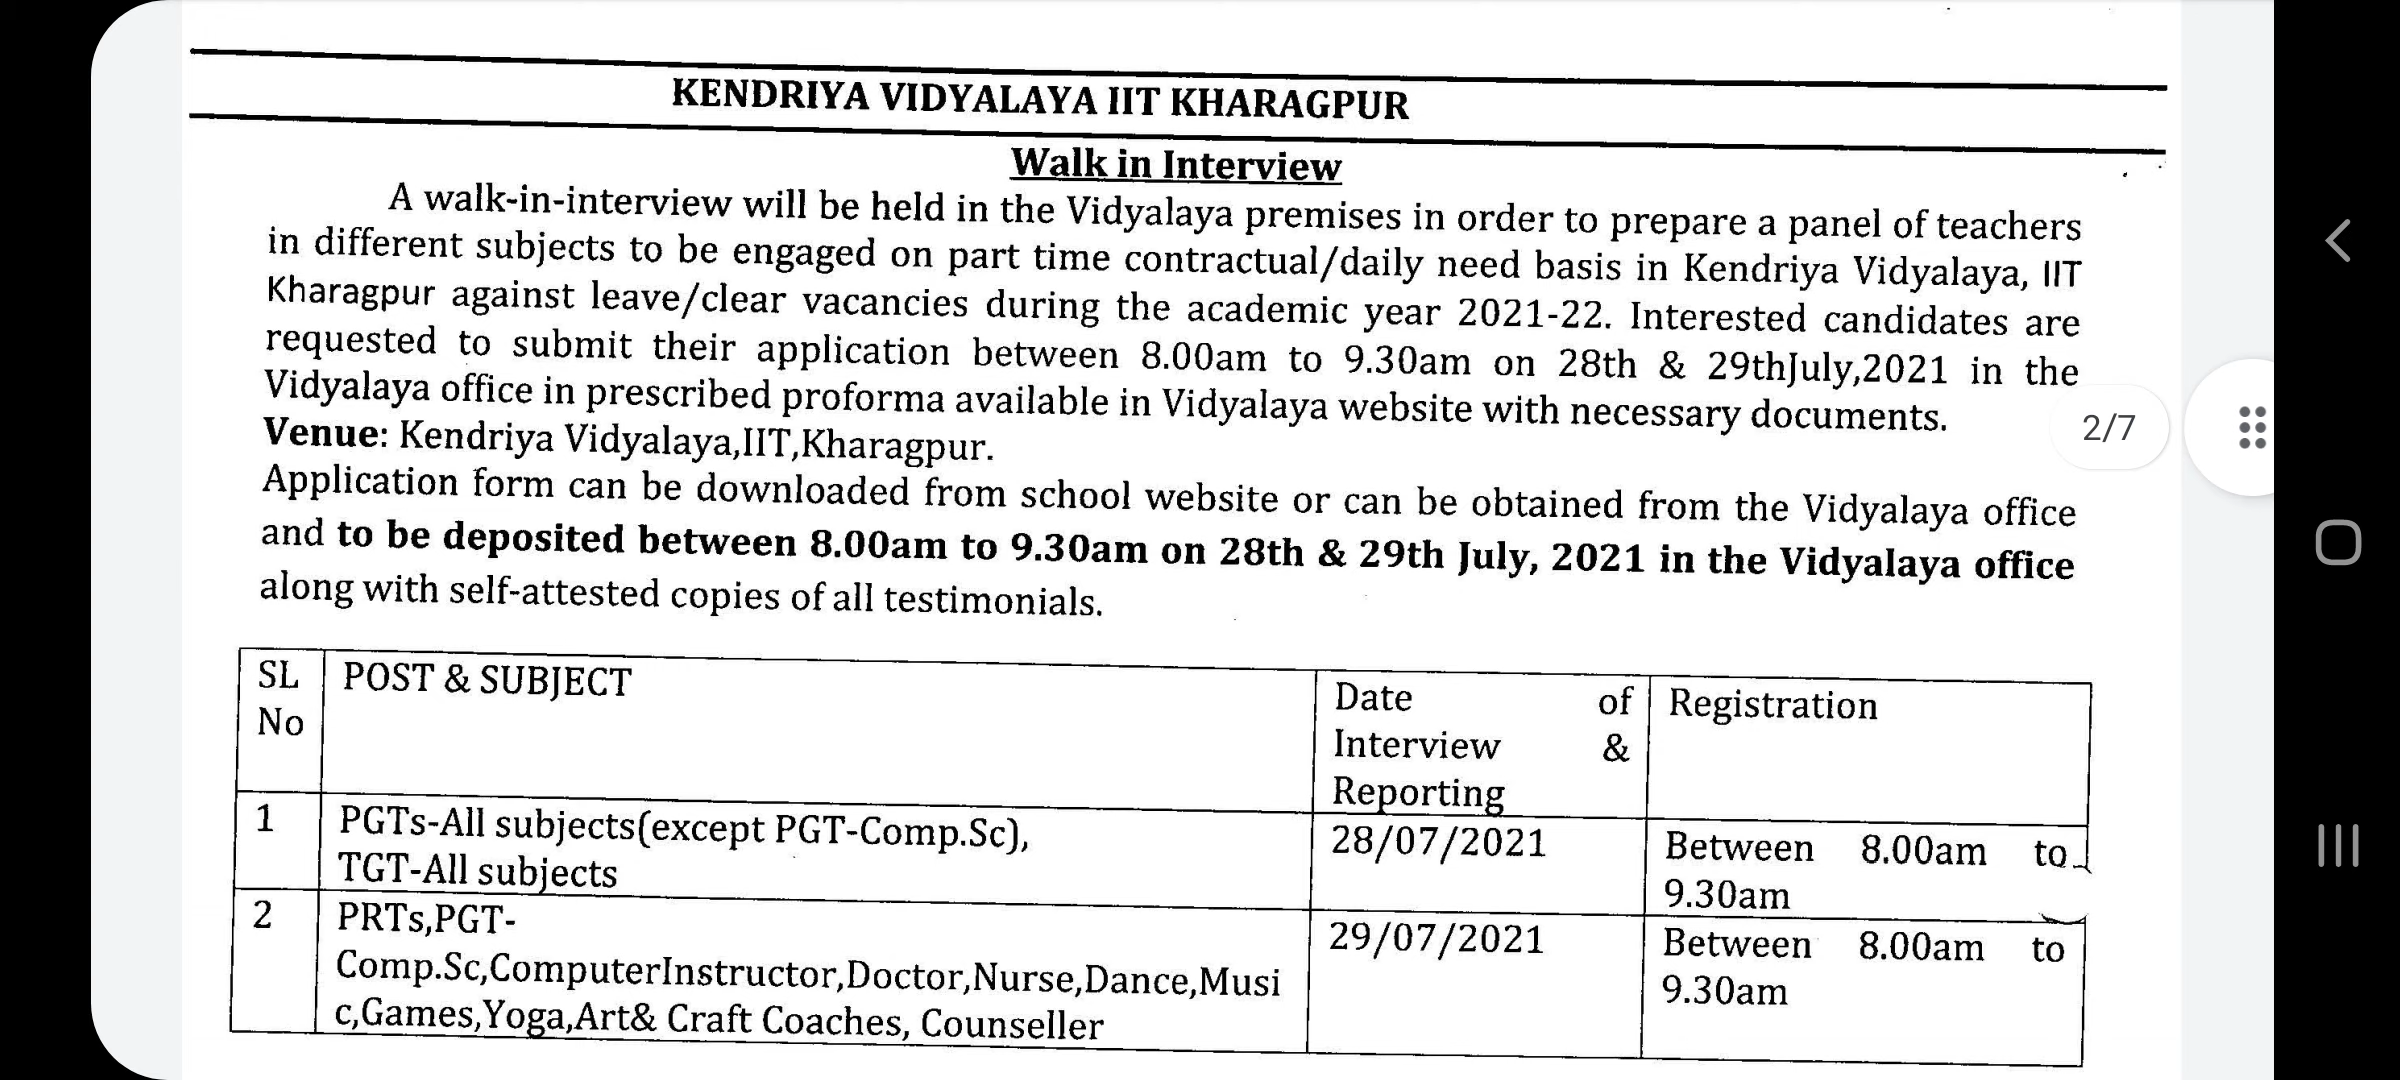 KENDRIYA VIDYALAYA IIT KHARAGPUR
Walk in Interview
A walk-in-interview will be held in the Vidyalaya premises in order to prepare a panel of teachers
in different subjects to be engaged on part time contractual/daily need basis in Kendriya Vidyalaya, IIT
Kharagpur against leave/clear vacancies during the academic year 2021-22. Interested candidates are
requested to submit their application between 8.00am to 9.30am on 28th & 29thJuly,2021 in the
Vidyalaya office in prescribed proforma available in Vidyalaya website with necessary documents.
2/7
Venue: Kendriya Vidyalaya,IIT,Kharagpur.
Application form can be downloaded from school website or can be obtained from the Vidyalaya office
and to be deposited between 8.00am to 9.30am on 28th & 29th July, 2021 in the Vidyalaya office
along with self-attested copies of all testimonials.
SL No
POST & SUBJECT
Date of
Interview &
Reporting
Registration
1
PGTs-All subjects(except PGT-Comp.Sc),
TGT-All subjects
28/07/2021
Between 8.00am to
9.30am
2
PRTs,PGT-
Comp.Sc,ComputerInstructor,Doctor,Nurse,Dance,Musi
c,Games,Yoga,Art& Craft Coaches, Counseller
29/07/2021
Between 8.00am to
9.30am